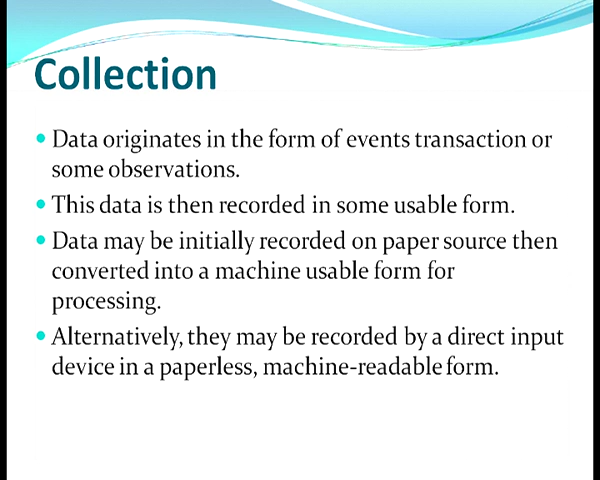 Collection
Data originates in the form of events transaction or
some observations.
This data is then recorded in some usable form.
Data may be initially recorded on paper source then
converted into a machine usable form for
processing.
Alternatively, they may be recorded by a direct input
device in a paperless, machine-readable form.